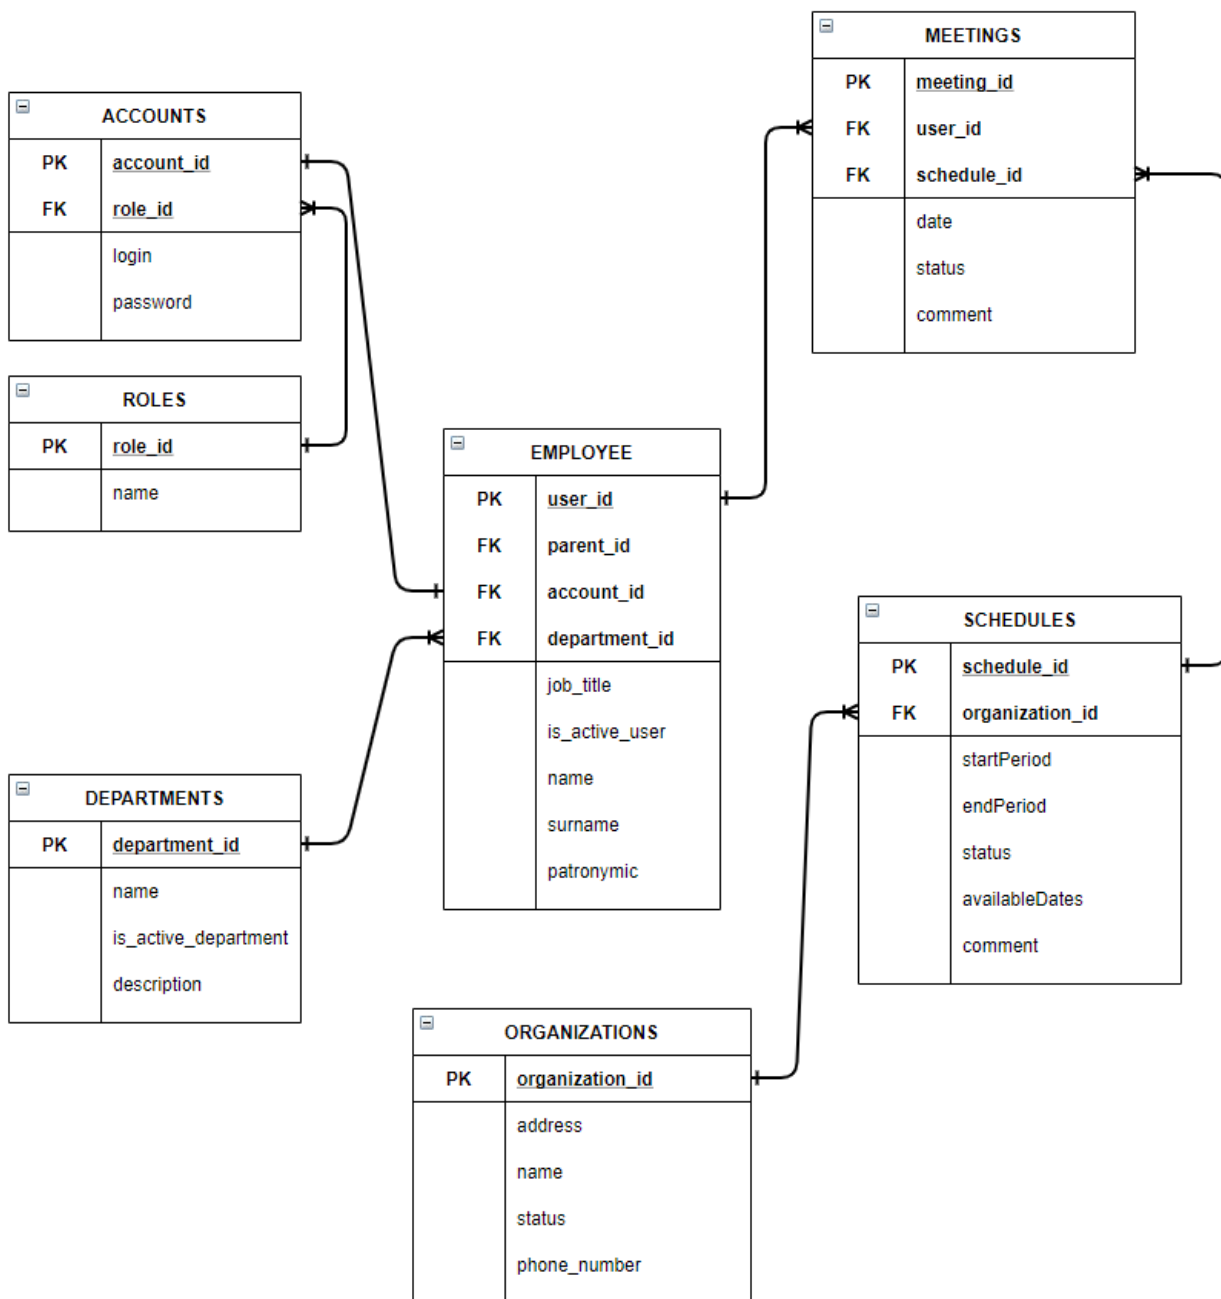 MEETINGS
PK meeting_id
FK user_id
FK schedule_id
date
status
comment
ACCOUNTS
PK account_id
FK role_id
login
password
ROLES
PK role_id
name
EMPLOYEE
PK user_id
FK parent_id
FK account_id
FK department_id
job_title
is_active_user
name
surname
patronymic
SCHEDULES
PK schedule_id
FK organization_id
startPeriod
endPeriod
status
availableDates
comment
DEPARTMENTS
PK department_id
name
is_active_department
description
ORGANIZATIONS
PK organization_id
address
name
status
phone_number